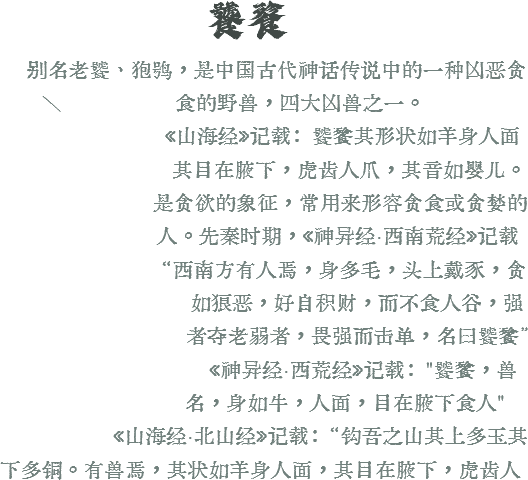 饕餮
别名老饕、狍鸮，是中国古代神话传说中的一种凶恶贪
食的野兽，四大凶兽之一。
《山海经》记载：饕餮其形状如羊身人面
其目在腋下，虎齿人爪，其音如婴儿。
是贪欲的象征，常用来形容贪食或贪婪的
人。先秦时期，《神异经·西南荒经》记载
“西南方有人焉，身多毛，头上戴豕，贪
如狠恶，好自积财，而不食人谷，强
者夺老弱者，畏强而击单，名曰饕餮”
《神异经·西荒经》记载："饕餮，兽
名，身如牛，人面，目在腋下食人"
《山海经·北山经》记载：“钩吾之山其上多玉其
下多铜。有兽焉，其状如羊身人面，其目在腋下，虎齿人